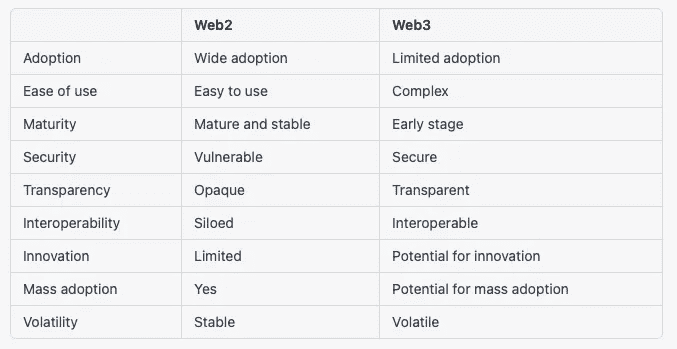 Web2 Web3
Adoption Wide adoption Limited adoption
Ease of use Easy to use Complex
Maturity Mature and stable Early stage
Security Vulnerable Secure
Transparency Opaque Transparent
Interoperability Siloed Interoperable
Innovation Limited Potential for innovation
Mass adoption Yes Potential for mass adoption
Volatility Stable Volatile